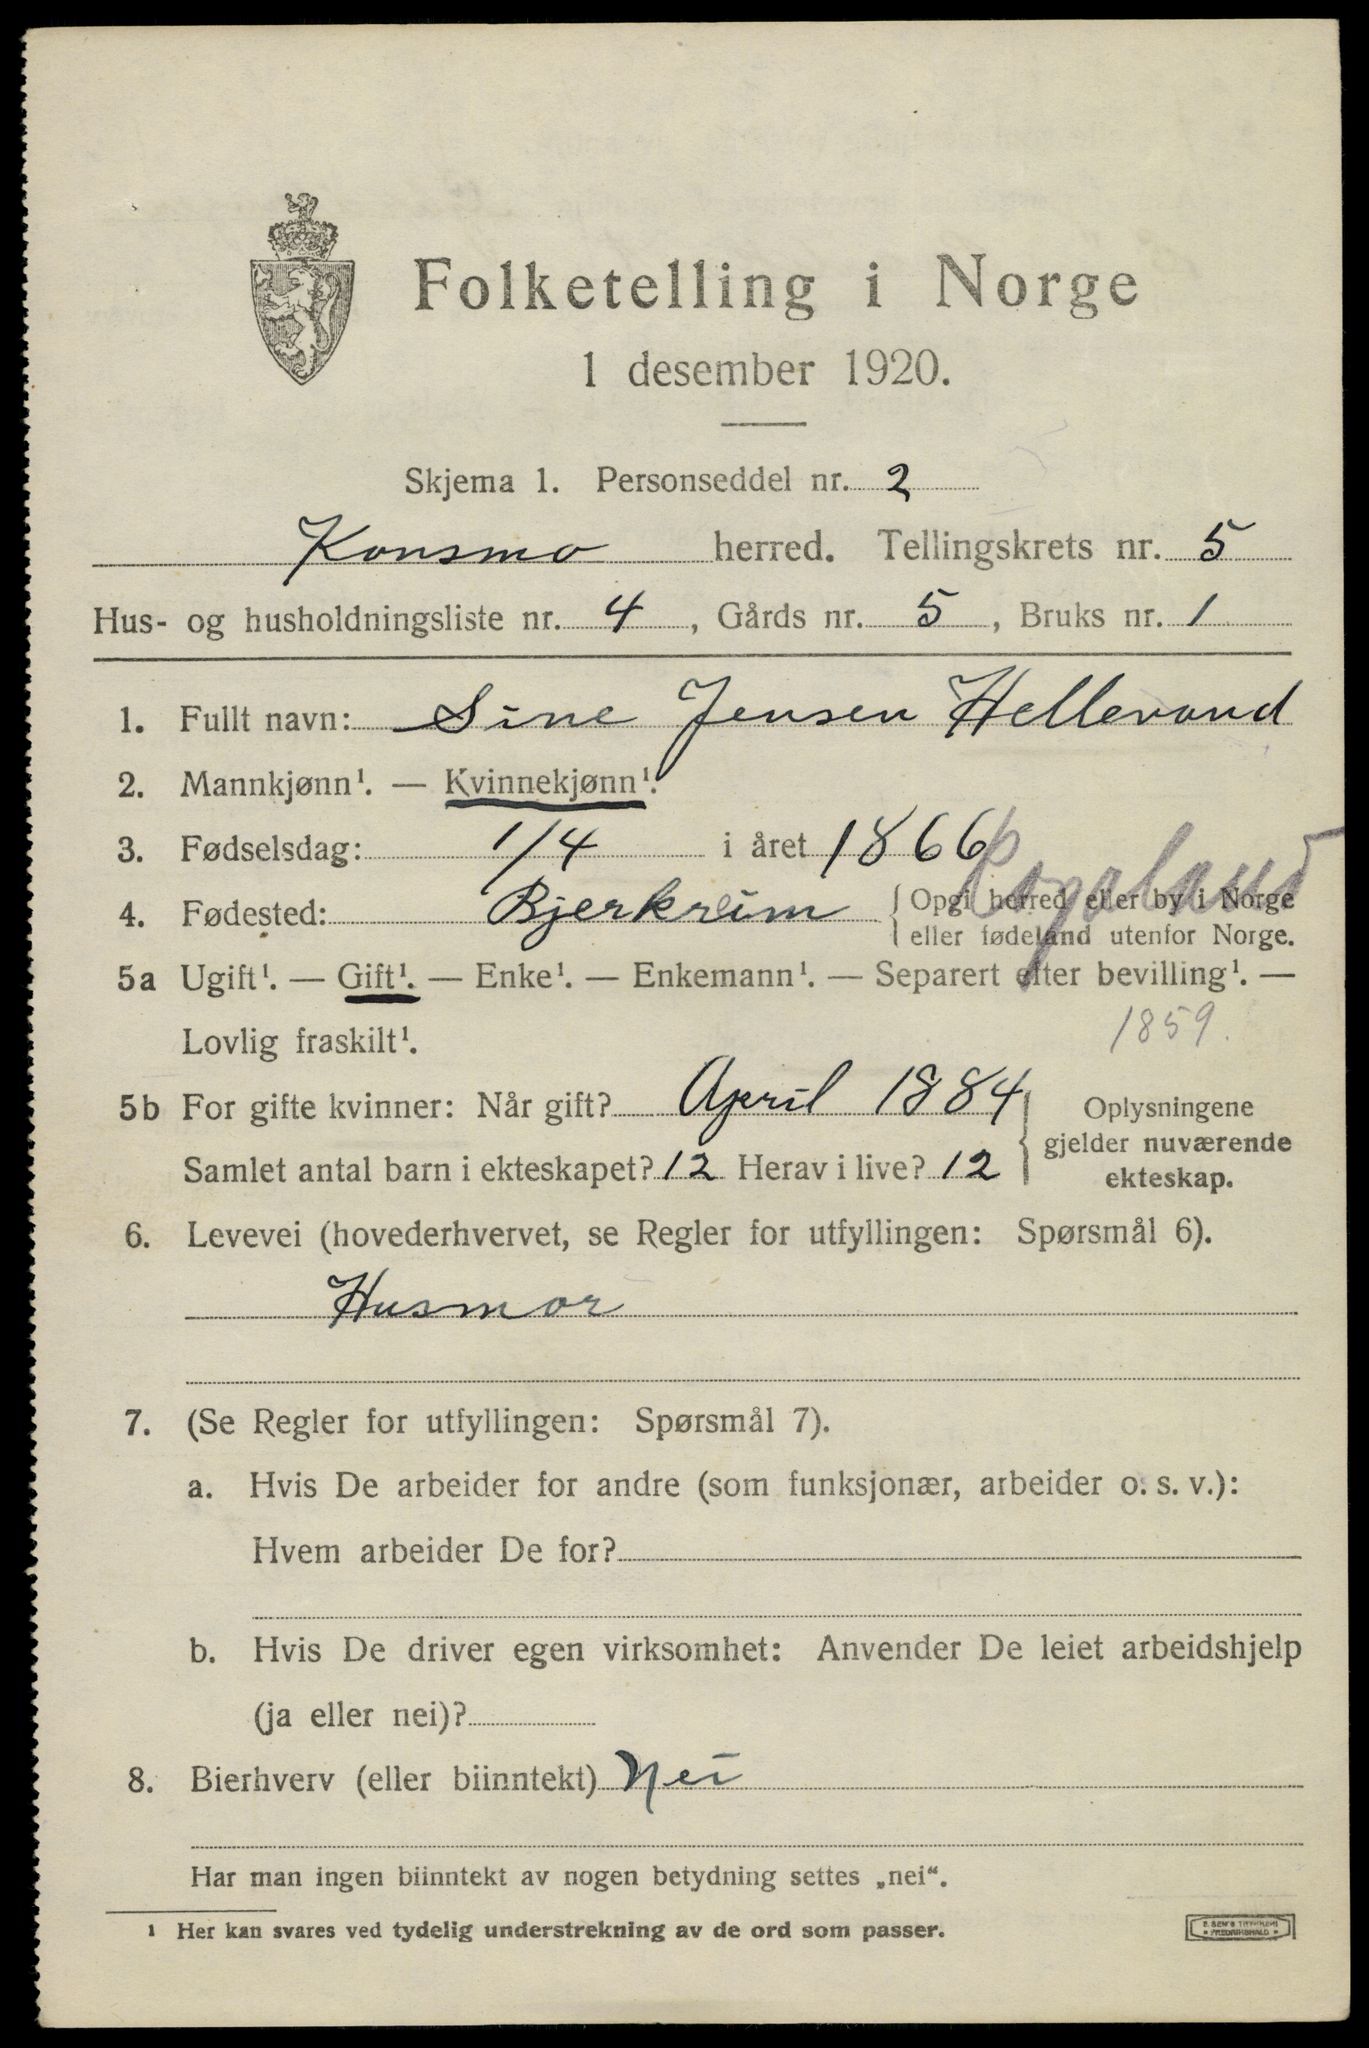 Folketelling i Norge
1 desember 1920.
Skjema 1. Personseddel nr. 2
Konsmo herred. Tellingskrets nr. 5
Hus- og husholdningsliste nr. 4, Gårds nr. 5, Bruks nr. 1
1. Fullt navn: Sine Jensen Hellevand
2. Mannkjønn¹. — Kvinnekjønn¹.
3. Fødselsdag: 1/4 i året 1866
Rogaland
4. Fødested: Bjerkreim { Opgi herred eller by i Norge
eller fødeland utenfor Norge.
5a Ugift¹. — Gift¹. — Enke¹. — Enkemann¹. — Separert efter bevilling¹. —
Lovlig fraskilt¹. 1859.
5b For gifte kvinner: Når gift? April 1884 } Oplysningene
gjelder nuværende
Samlet antal barn i ekteskapet? 12 Herav i live? 12 ekteskap.
6. Levevei (hovederhvervet, se Regler for utfyllingen: Spørsmål 6).
Husmor
7. (Se Regler for utfyllingen: Spørsmål 7).
a. Hvis De arbeider for andre (som funksjonær, arbeider o. s. v.):
Hvem arbeider De for?
b. Hvis De driver egen virksomhet: Anvender De leiet arbeidshjelp
(ja eller nei)?
8. Bierhverv (eller biinntekt) Nei
Har man ingen biinntekt av nogen betydning settes „nei“.
¹ Her kan svares ved tydelig understrekning av de ord som passer.